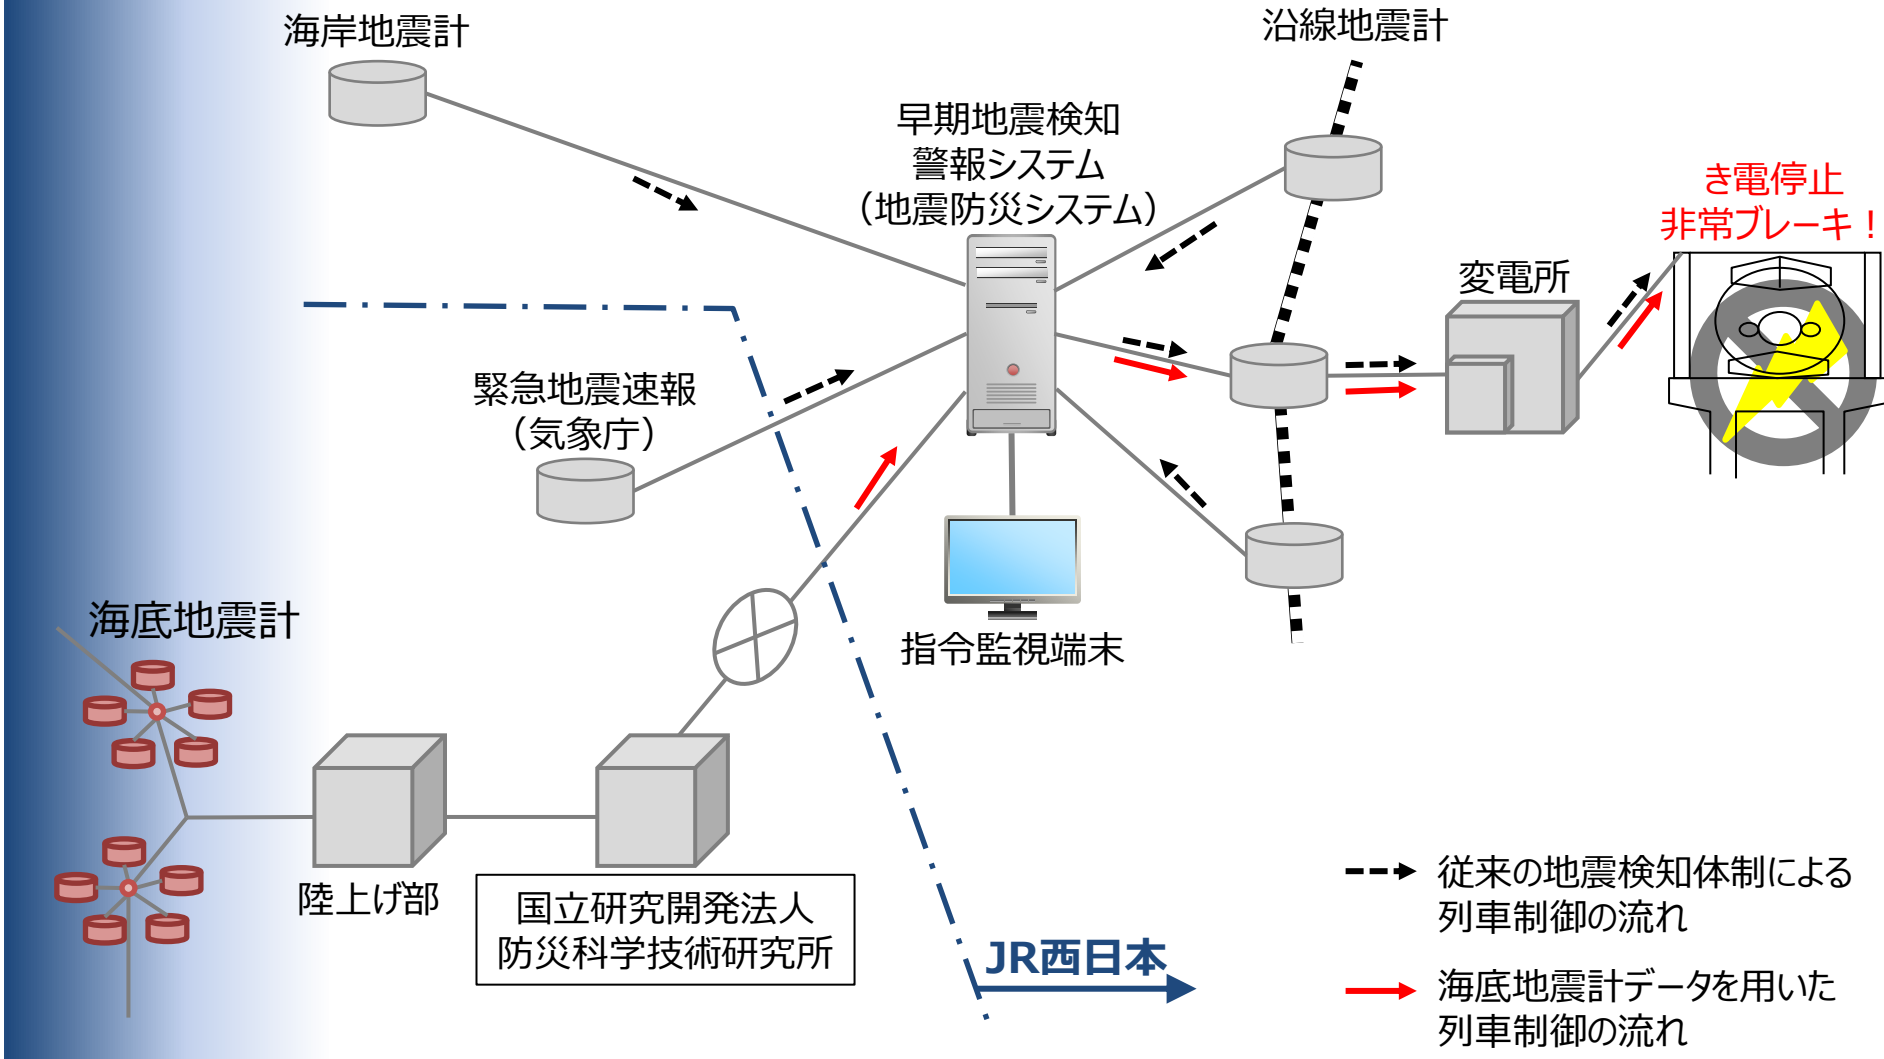 海岸地震計
沿線地震計
早期地震検知
警報システム
（地震防災システム）
き電停止
非常ブレーキ！
変電所
緊急地震速報
（気象庁）
海底地震計
指令監視端末
陸上げ部
国立研究開発法人
防災科学技術研究所
JR西日本
従来の地震検知体制による
列車制御の流れ
海底地震計データを用いた
列車制御の流れ